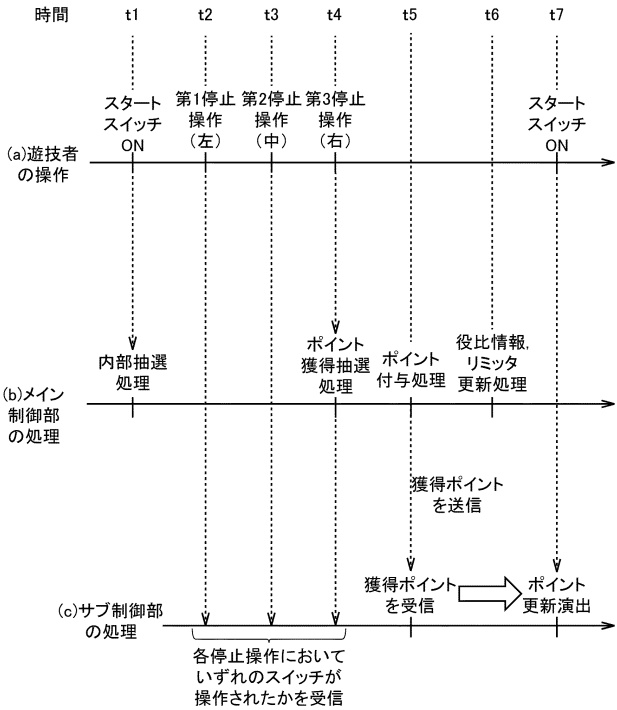 時間
t1
t2
t3
t4
t5
t6
t7
スタート
スイッチ
ON
第1停止
操作
(左)
第2停止
操作
(中)
第3停止
操作
(右)
スタート
スイッチ
ON
(a)遊技者
の操作
内部抽選
処理
ポイント
獲得抽選
処理
ポイント
付与処理
役比情報,
リミッタ
更新処理
(b)メイン
制御部
の処理
獲得ポイント
を送信
獲得ポイント
を受信
ポイント
更新演出
(c)サブ制御部
の処理
各停止操作において
いずれのスイッチが
操作されたかを受信